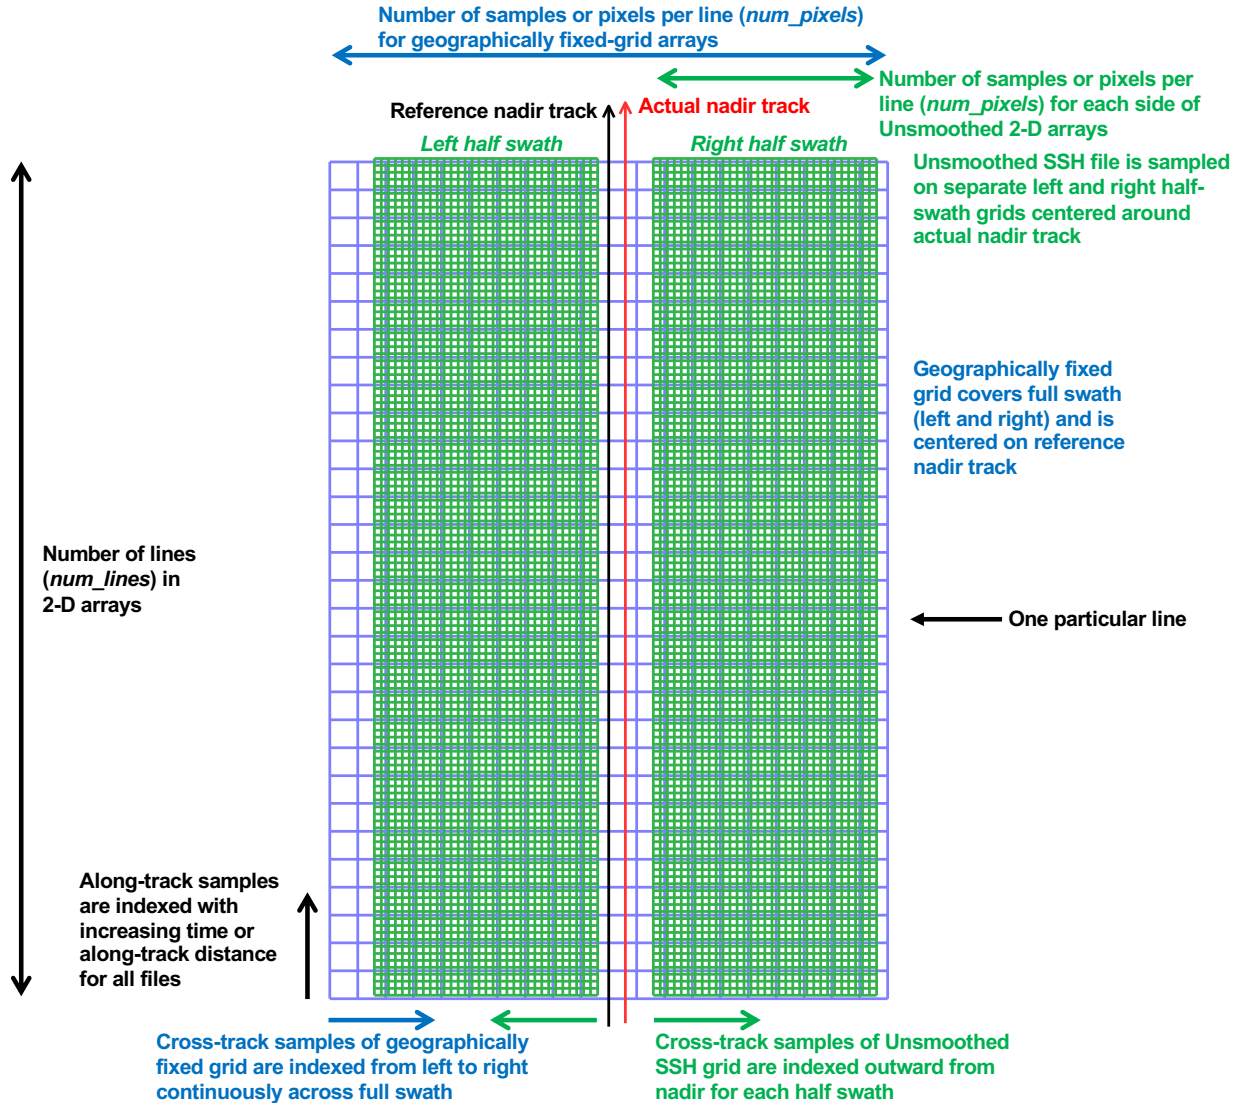 Number of samples or pixels per line (num_pixels)
for geographically fixed-grid arrays
Number of samples or pixels per
line (num_pixels) for each side of
Unsmoothed 2-D arrays
Reference nadir track
Actual nadir track
Left half swath
Right half swath
Unsmoothed SSH file is sampled
on separate left and right half-
swath grids centered around
actual nadir track
Geographically fixed
grid covers full swath
(left and right) and is
centered on reference
nadir track
Number of lines
(num_lines) in
2-D arrays
One particular line
Along-track samples
are indexed with
increasing time or
along-track distance
for all files
Cross-track samples of geographically
fixed grid are indexed from left to right
continuously across full swath
Cross-track samples of Unsmoothed
SSH grid are indexed outward from
nadir for each half swath